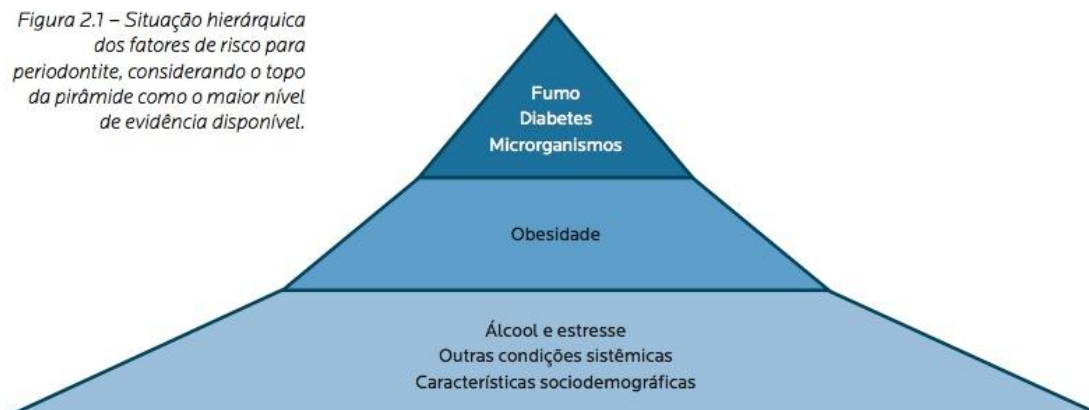 Figura 2.1 – Situação hierárquica
dos fatores de risco para
periodontite, considerando o topo
da pirâmide como o maior nível
de evidência disponível.
Fumo
Diabetes
Microrganismos
Obesidade
Álcool e estresse
Outras condições sistêmicas
Características sociodemográficas